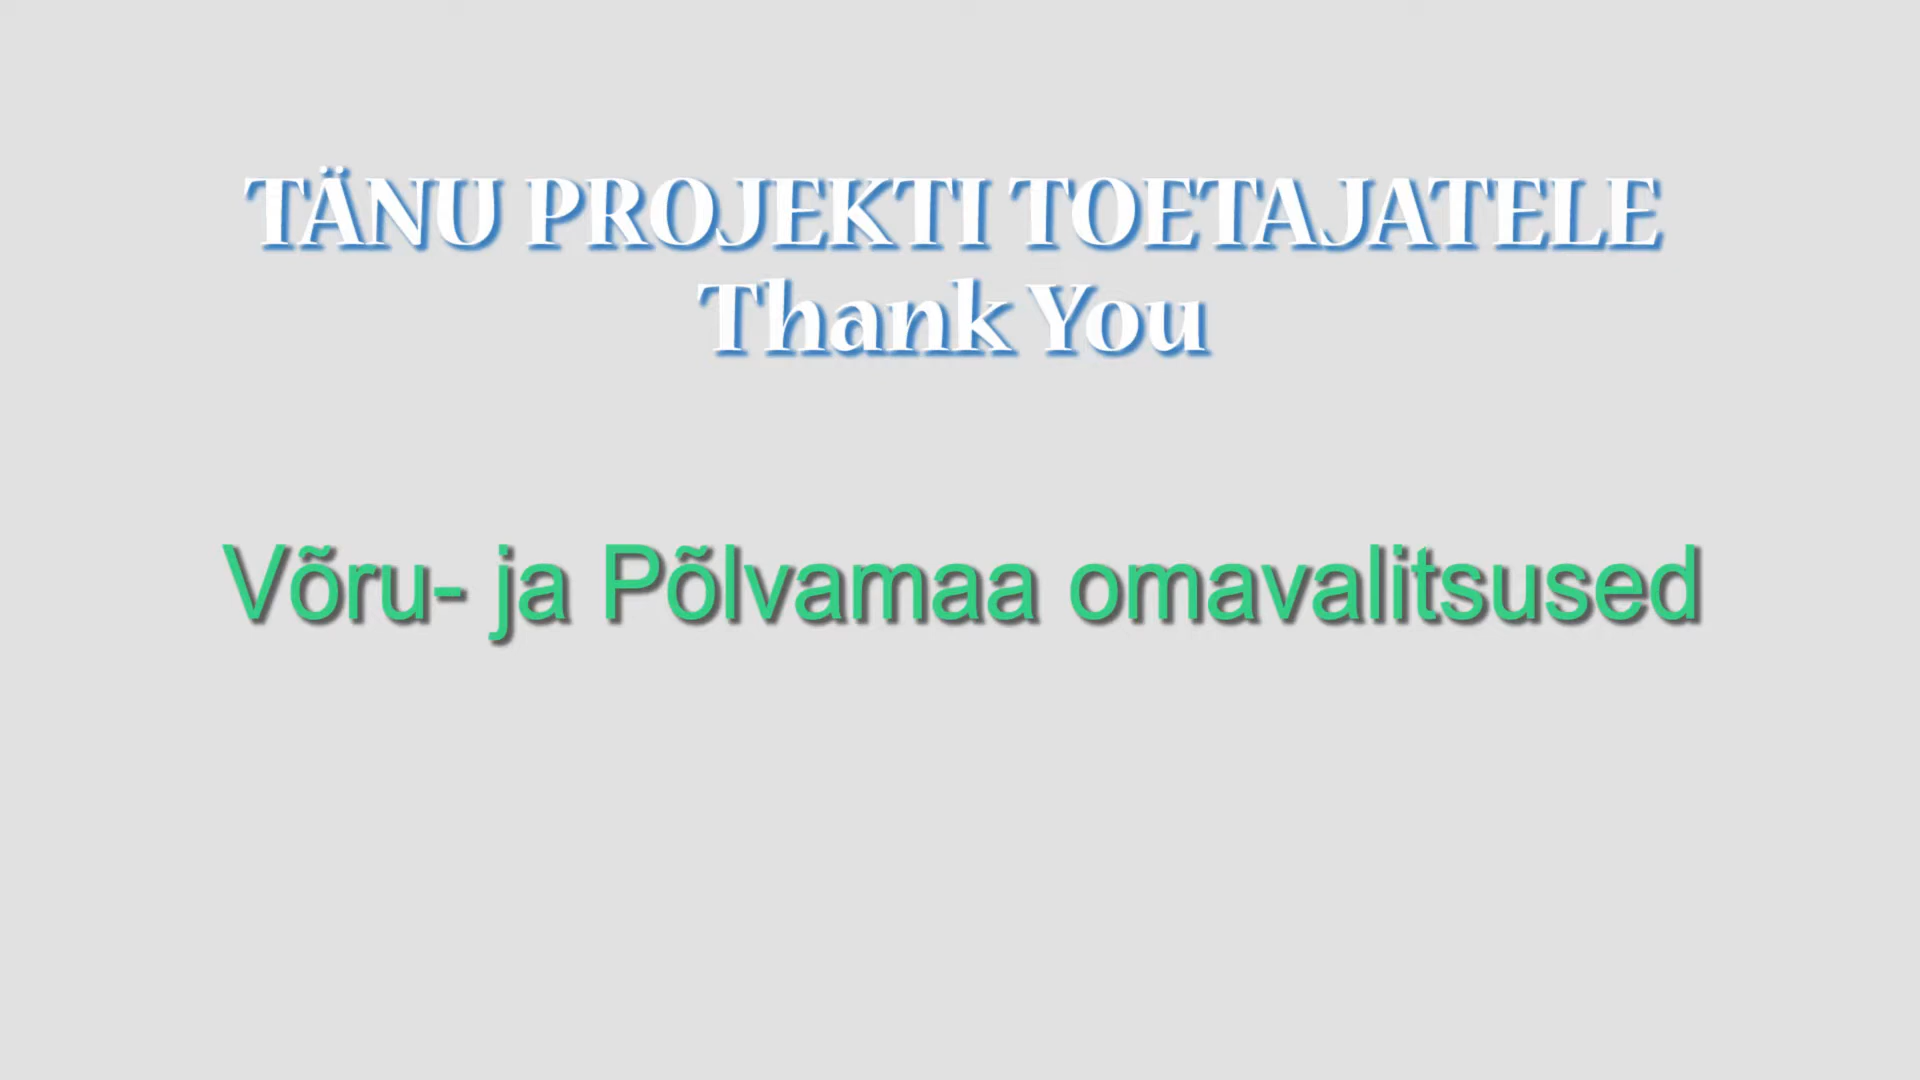 TÄNU PROJEKTI TOETAJATELE
Thank You
Võru- ja Põlvamaa omavalitsused